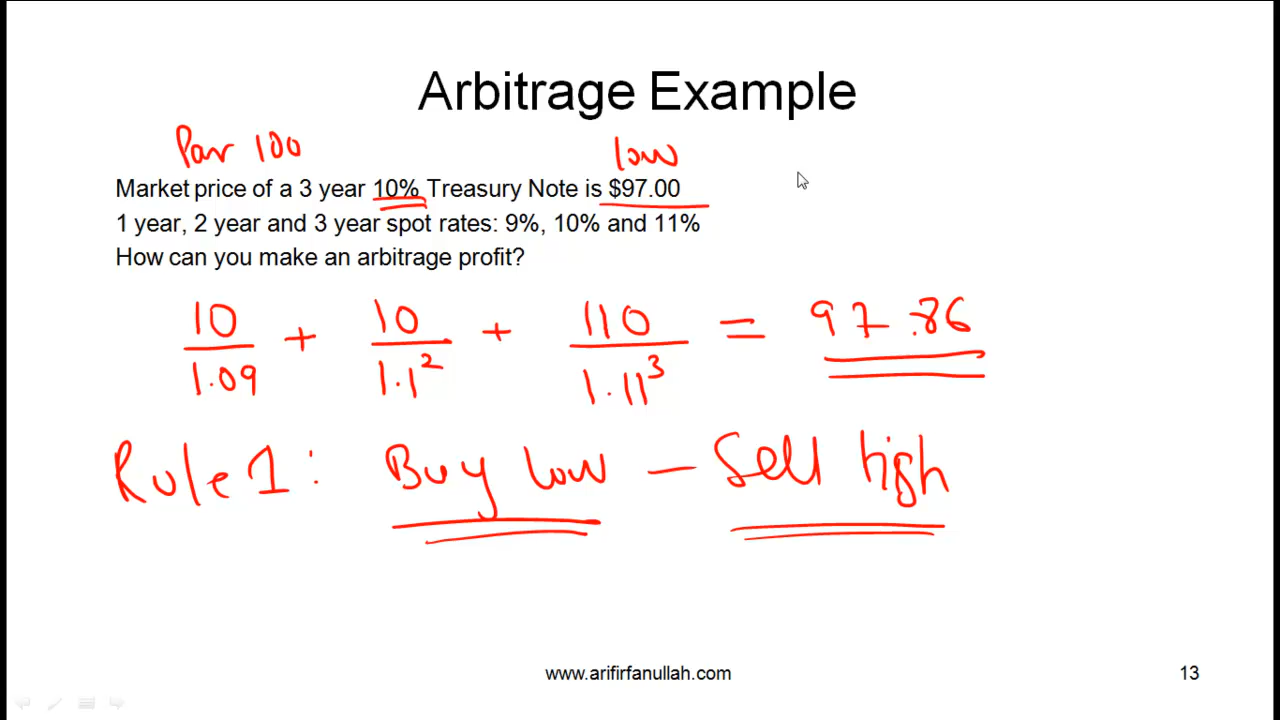 Arbitrage Example
Par 100 low
Market price of a 3 year 10% Treasury Note is $97.00
1 year, 2 year and 3 year spot rates: 9%, 10% and 11%
How can you make an arbitrage profit?
10/1.09 + 10/1.1² + 110/1.11³ = 97.86
Rule 1: Buy low — Sell high
www.arifirfanullah.com 13